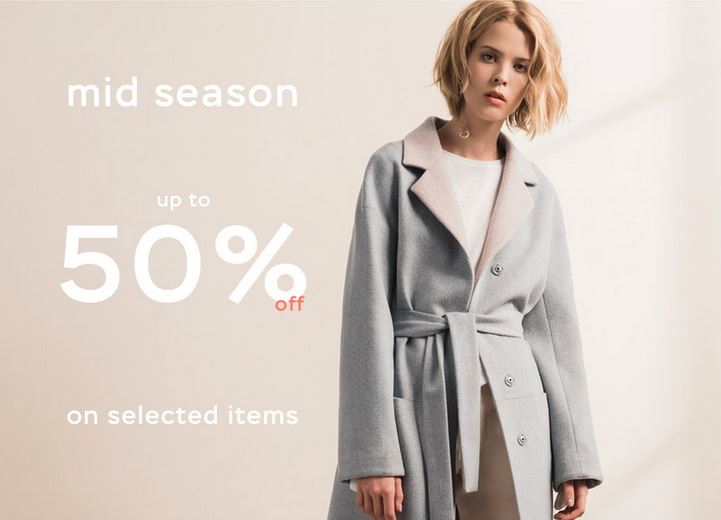 mid season
up to
50%
off
on selected items